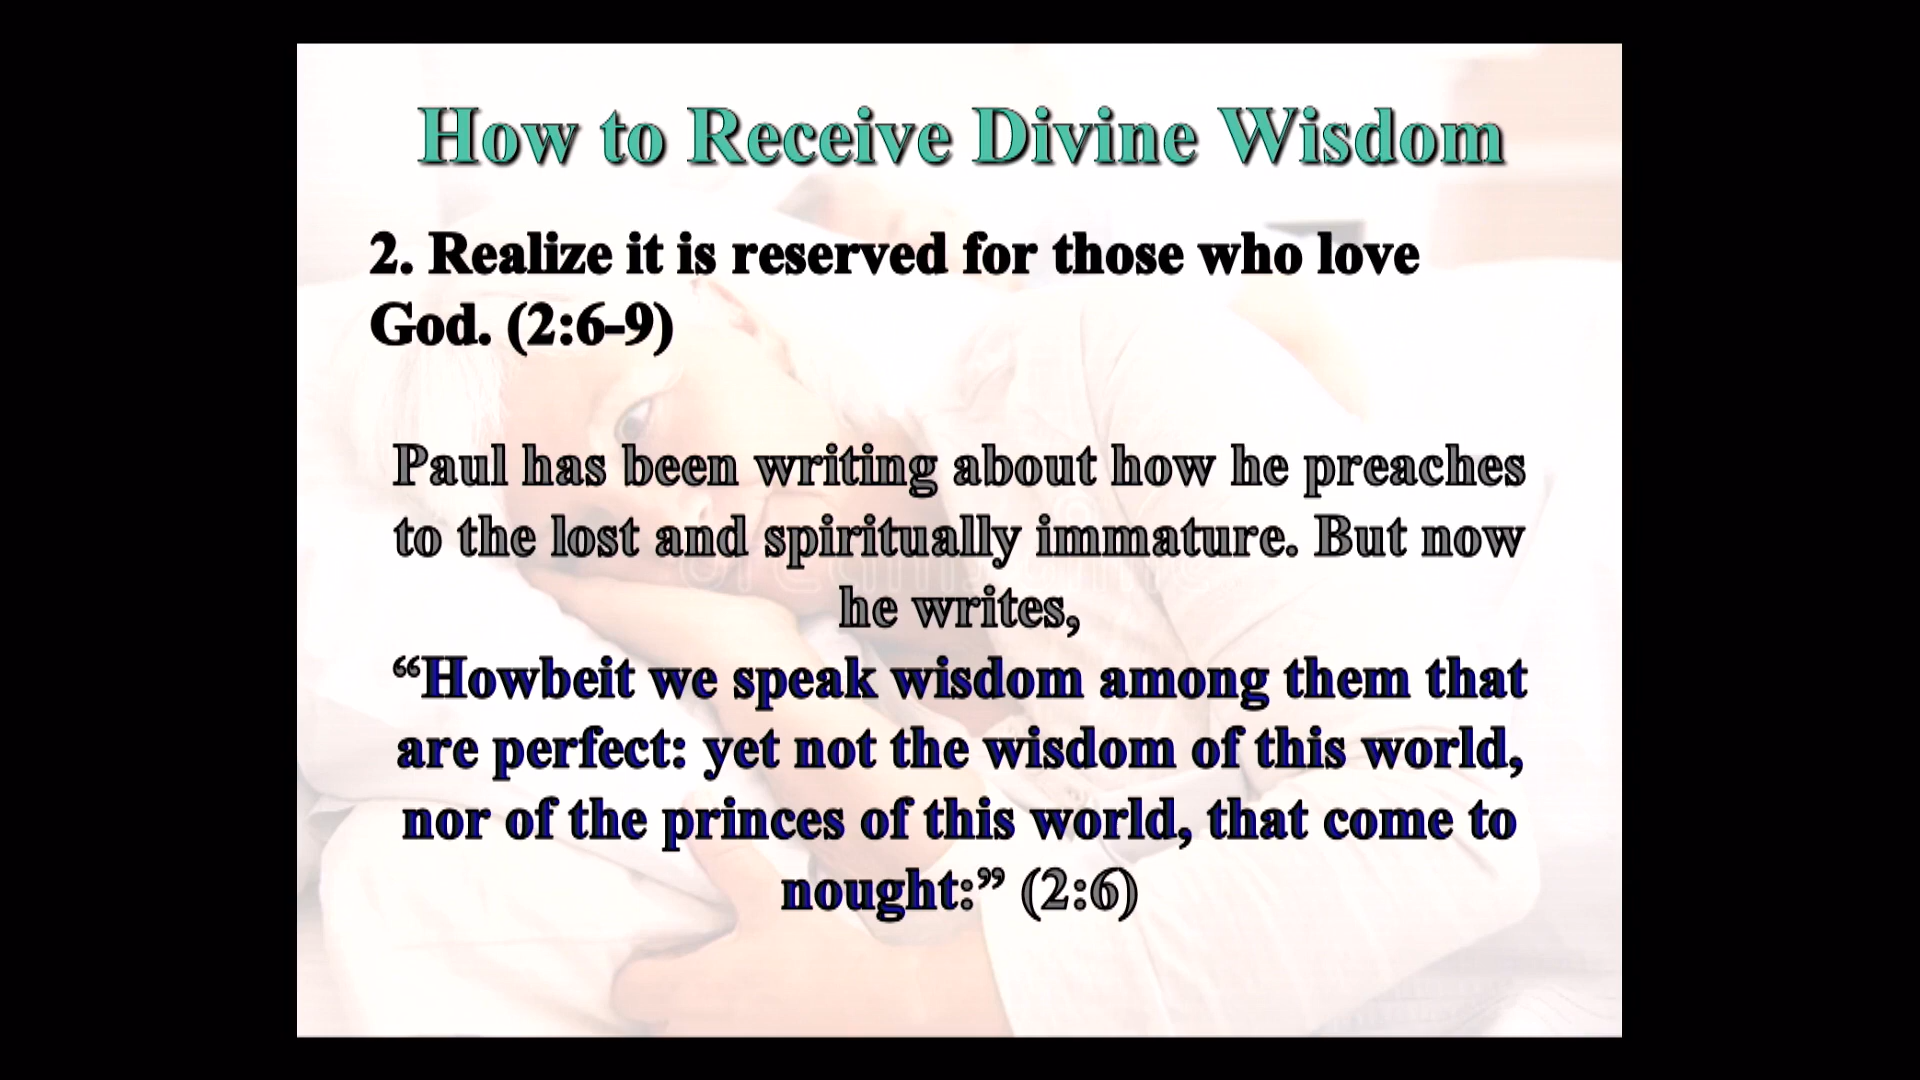 How to Receive Divine Wisdom
2. Realize it is reserved for those who love
God. (2:6-9)
Paul has been writing about how he preaches
to the lost and spiritually immature. But now
he writes,
“Howbeit we speak wisdom among them that
are perfect: yet not the wisdom of this world,
nor of the princes of this world, that come to
nought:” (2:6)